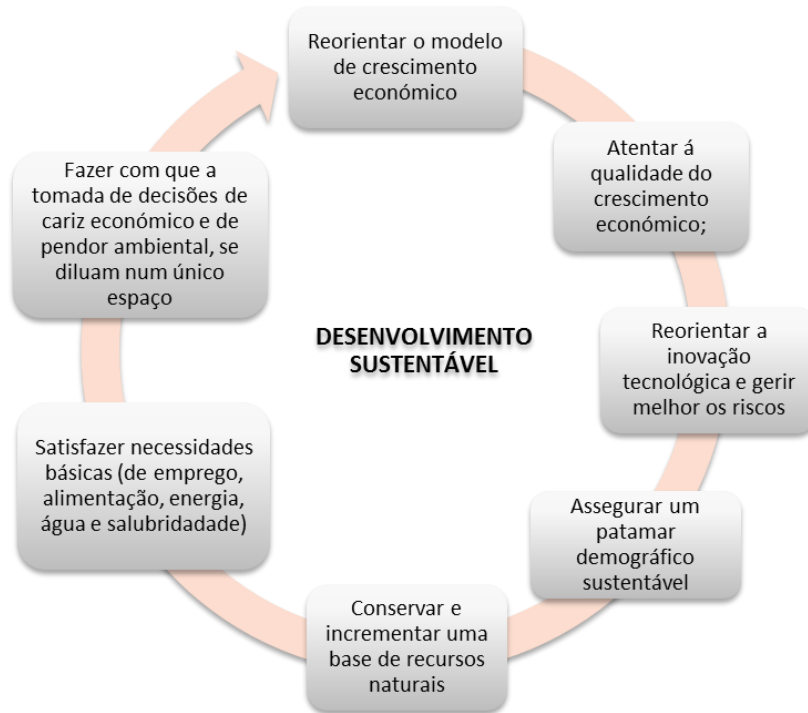 Reorientar o modelo
de crescimento
económico
Atentar á
qualidade do
crescimento
económico;
Reorientar a
inovação
tecnológica e gerir
melhor os riscos
Assegurar um
patamar
demográfico
sustentável
Conservar e
incrementar uma
base de recursos
naturais
Satisfazer necessidades
básicas (de emprego,
alimentação, energia,
água e salubridadade)
Fazer com que a
tomada de decisões de
cariz económico e de
pendor ambiental, se
diluam num único
espaço
DESENVOLVIMENTO
SUSTENTÁVEL